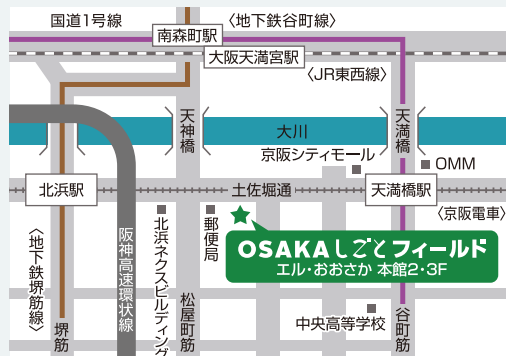 国道1号線
〈地下鉄谷町線〉
南森町駅
大阪天満宮駅
〈JR東西線〉
天神橋
大川
天満橋
京阪シティモール
OMM
北浜駅
土佐堀通
天満橋駅
〈京阪電車〉
〈地下鉄堺筋線〉
阪神高速環状線
北浜ネクスビルディング
郵便局
OSAKAしごとフィールド
エル・おおさか 本館2・3F
堺筋
松屋町筋
中央高等学校
谷町筋